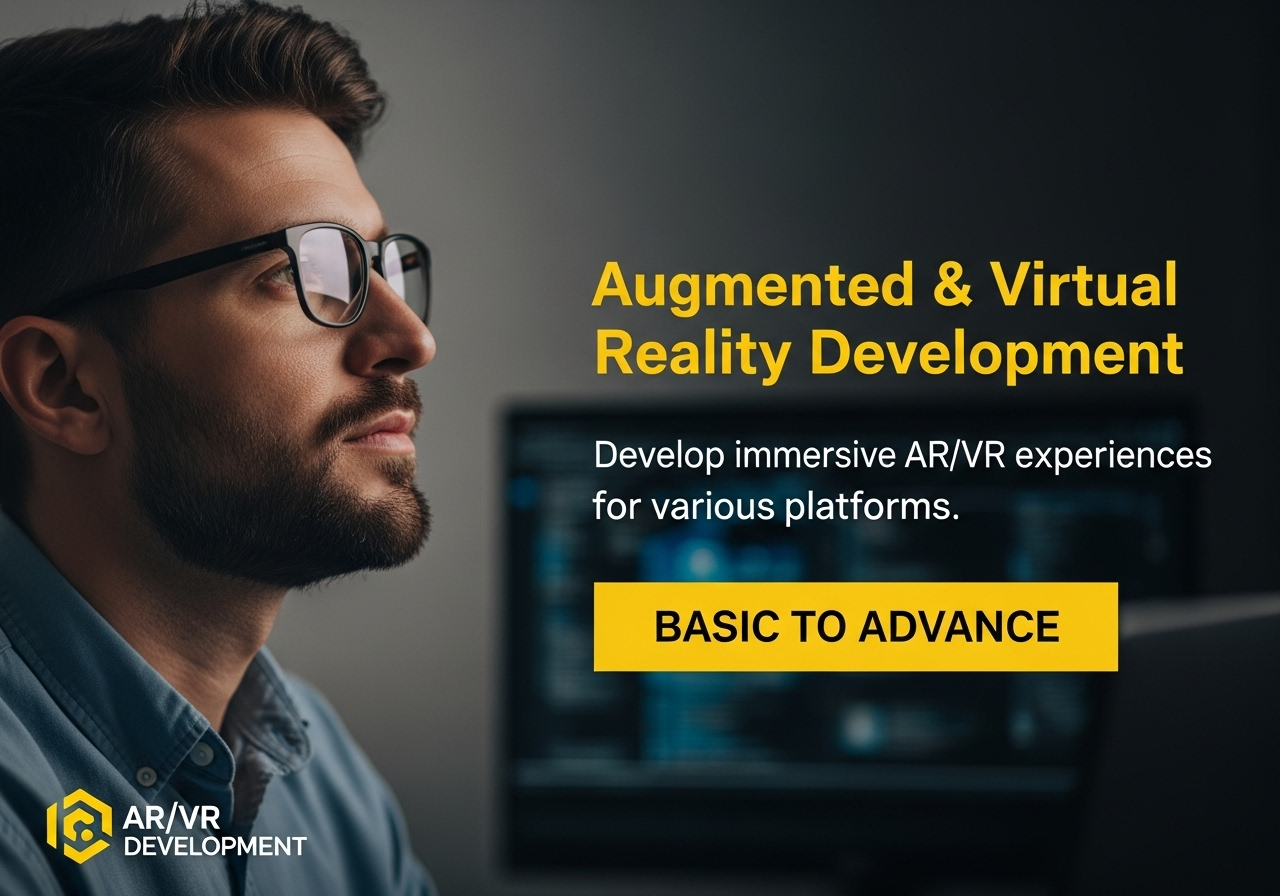 Augmented & Virtual
Reality Development
Develop immersive AR/VR experiences
for various platforms.
BASIC TO ADVANCE
AR/VR
DEVELOPMENT